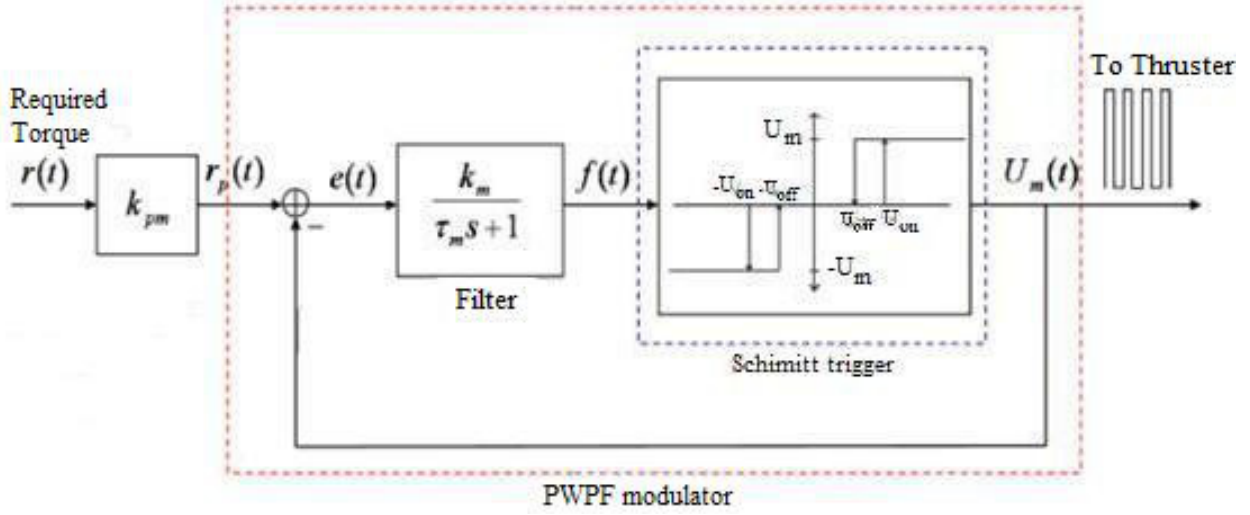 To Thruster
Required
Torque
r(t)
k_pm
r_p(t)
e(t)
k_m
τ_m s + 1
Filter
f(t)
U_m
-U_on -U_off
U_off U_on
-U_m
U_m(t)
Schimitt trigger
PWPF modulator